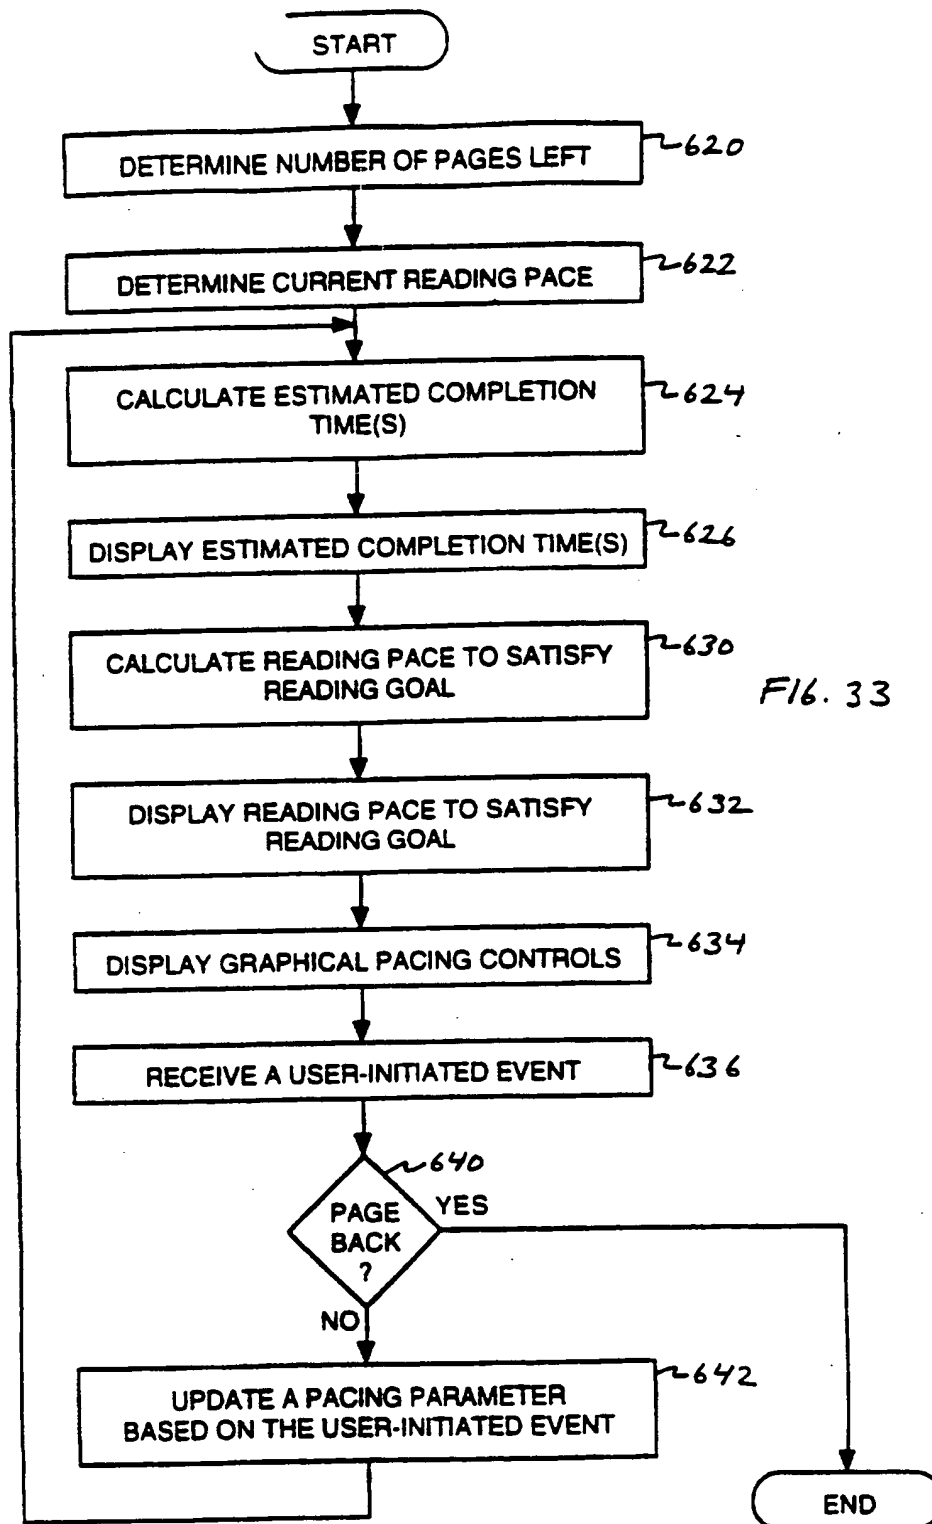 START
DETERMINE NUMBER OF PAGES LEFT
620
DETERMINE CURRENT READING PACE
622
CALCULATE ESTIMATED COMPLETION
TIME(S)
624
DISPLAY ESTIMATED COMPLETION TIME(S)
626
CALCULATE READING PACE TO SATISFY
READING GOAL
630
FIG. 33
DISPLAY READING PACE TO SATISFY
READING GOAL
632
DISPLAY GRAPHICAL PACING CONTROLS
634
RECEIVE A USER-INITIATED EVENT
636
640
PAGE
BACK
?
YES
NO
UPDATE A PACING PARAMETER
BASED ON THE USER-INITIATED EVENT
642
END